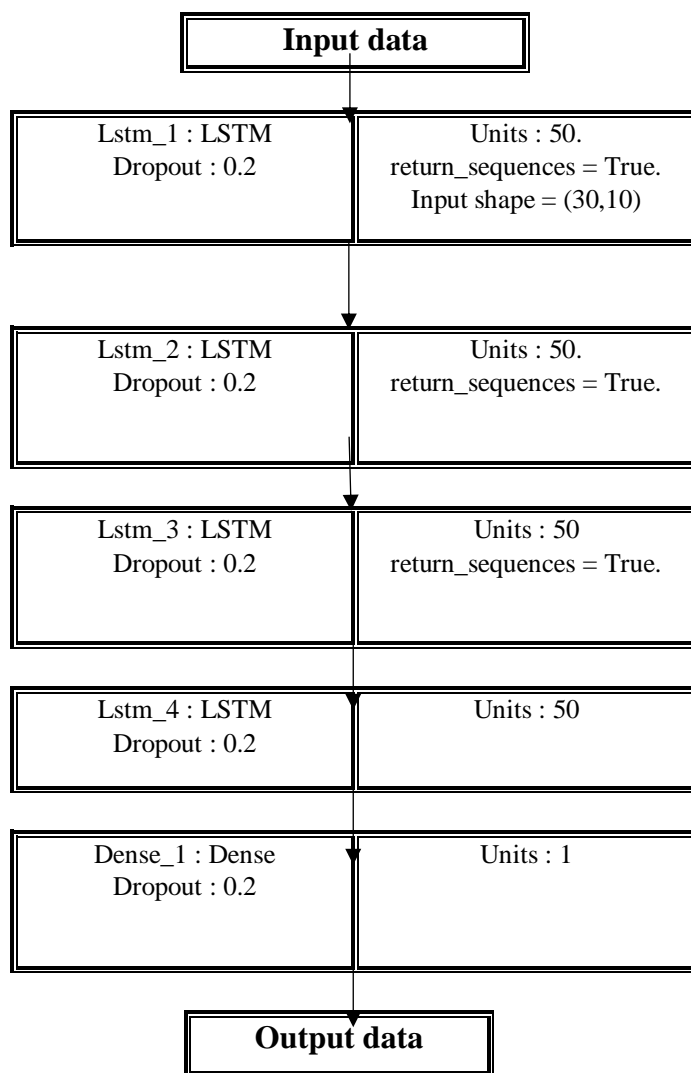 Input data
Lstm_1 : LSTM
Dropout : 0.2
Units : 50.
return_sequences = True.
Input shape = (30,10)
Lstm_2 : LSTM
Dropout : 0.2
Units : 50.
return_sequences = True.
Lstm_3 : LSTM
Dropout : 0.2
Units : 50
return_sequences = True.
Lstm_4 : LSTM
Dropout : 0.2
Units : 50
Dense_1 : Dense
Dropout : 0.2
Units : 1
Output data